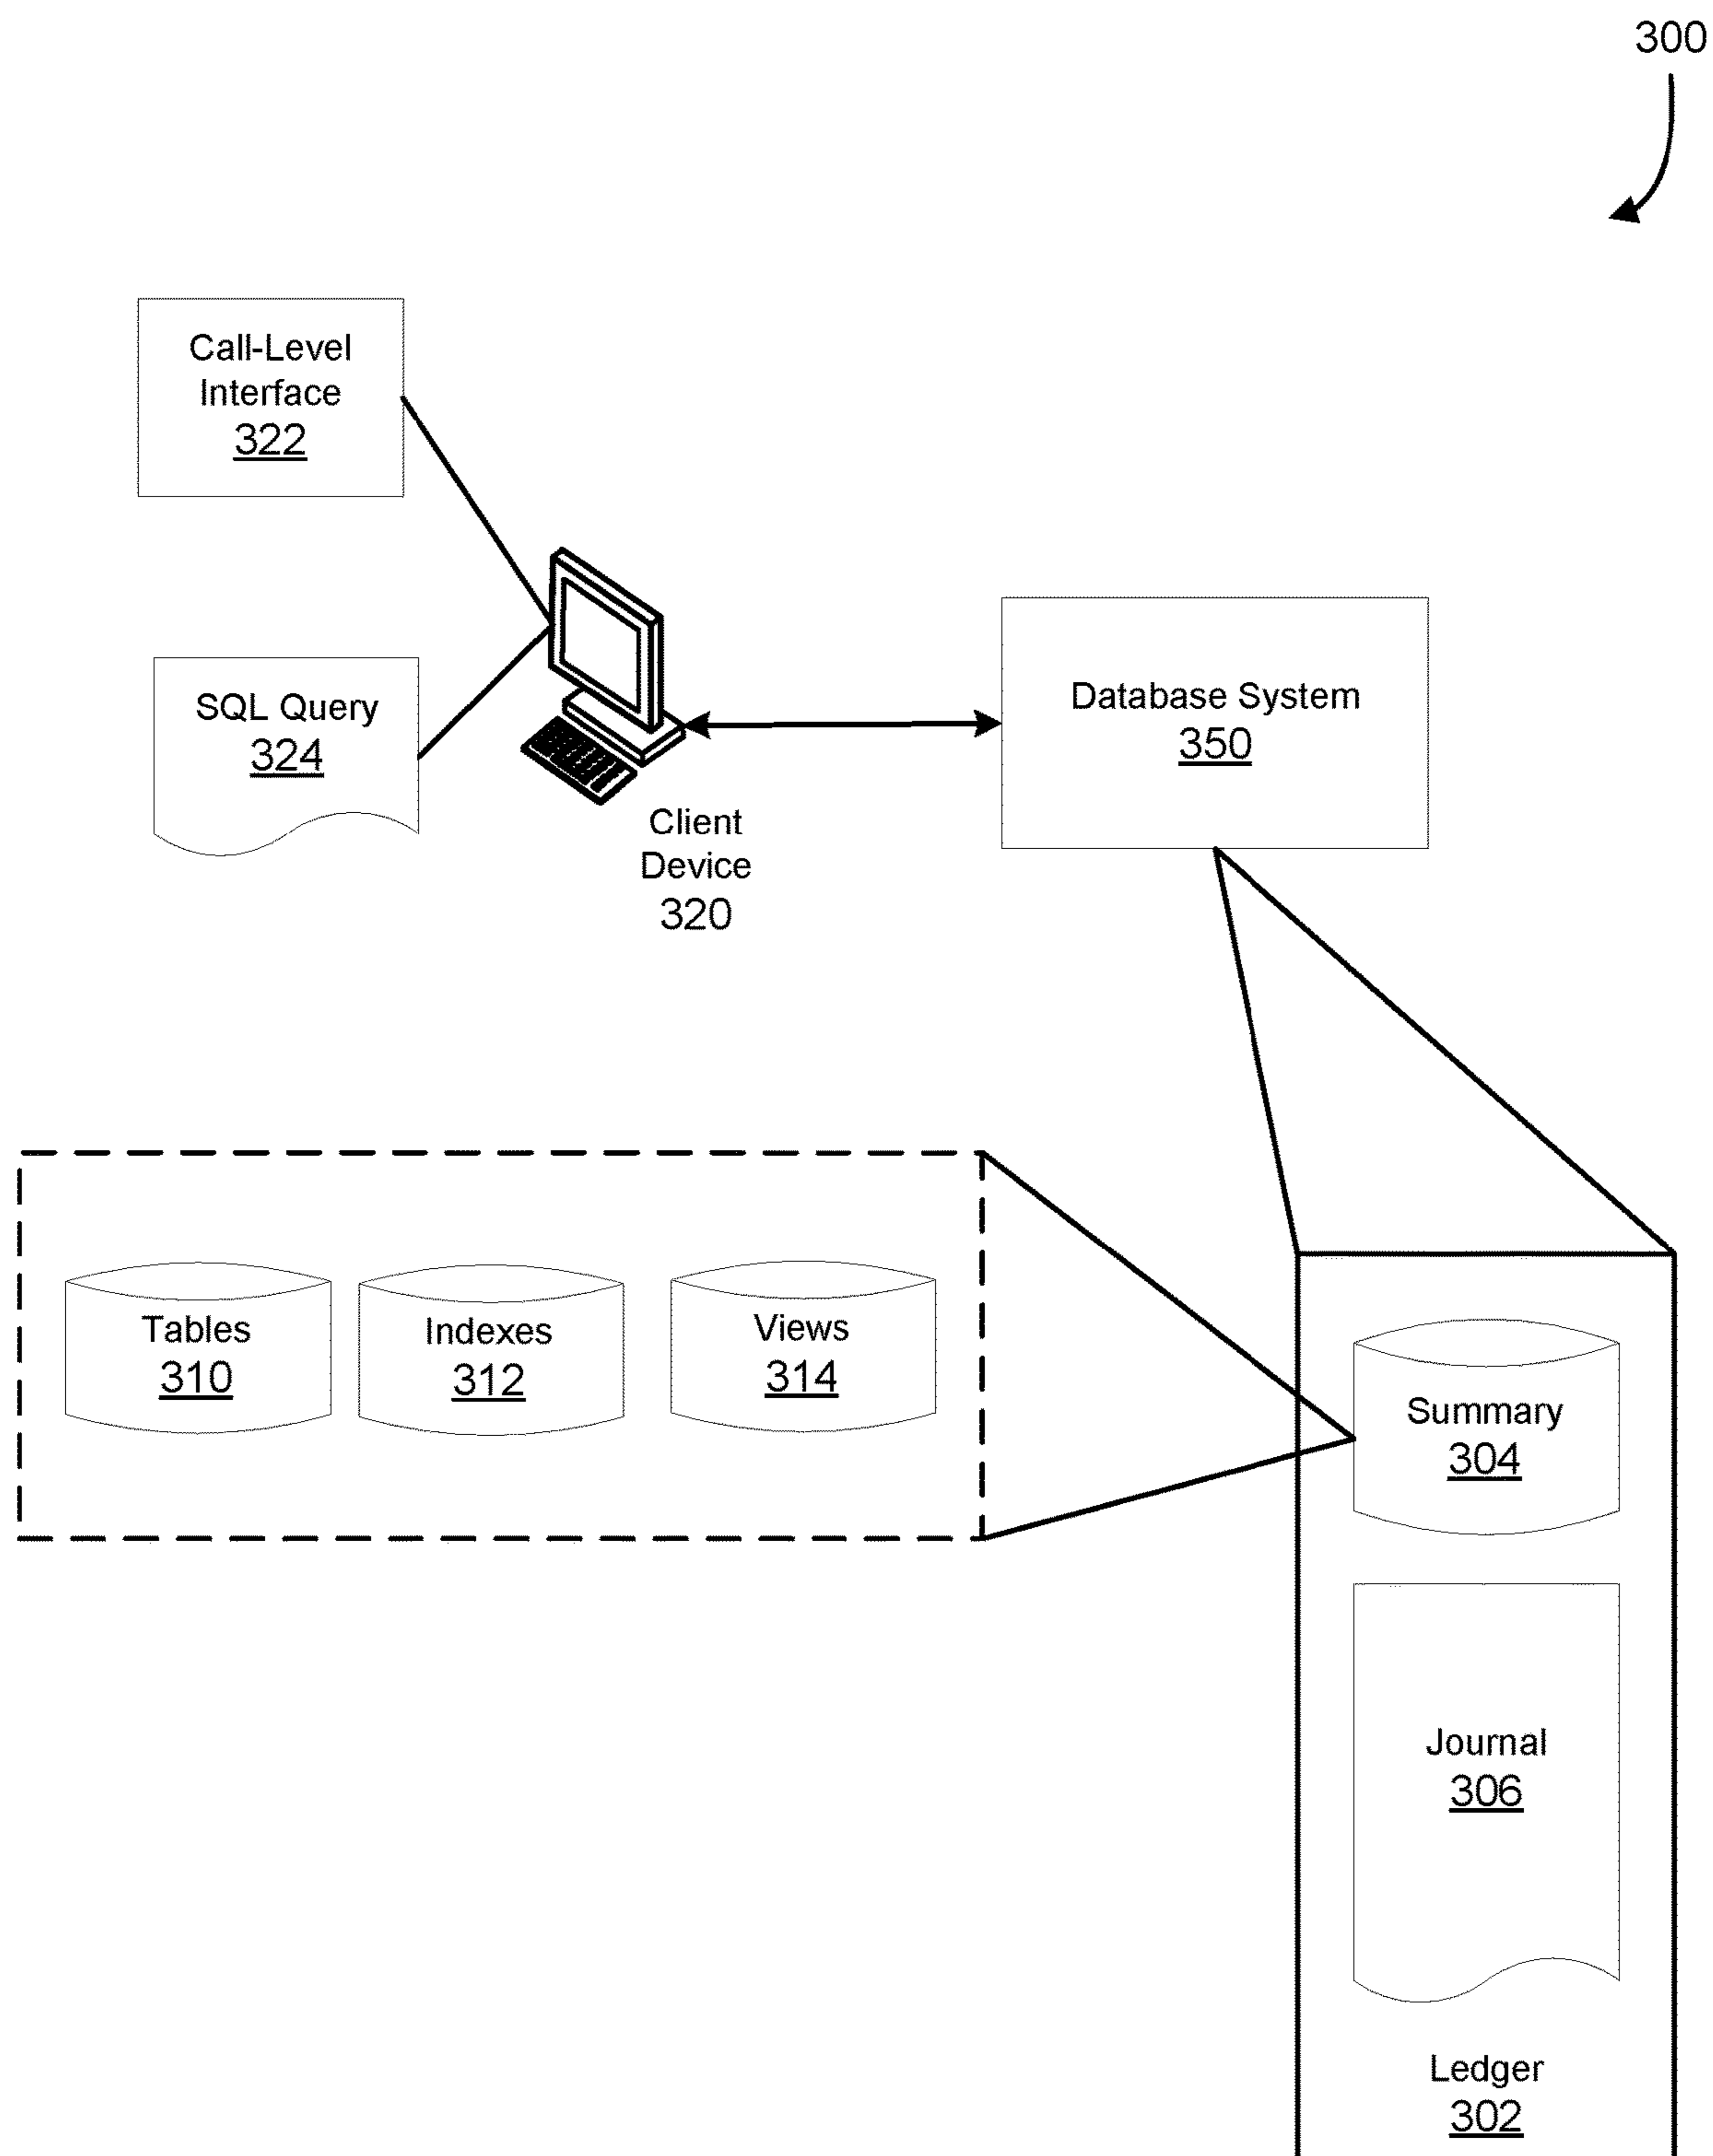 300
Call-Level
Interface
322
SQL Query
324
Client
Device
320
Database System
350
Tables
310
Indexes
312
Views
314
Summary
304
Journal
306
Ledger
302